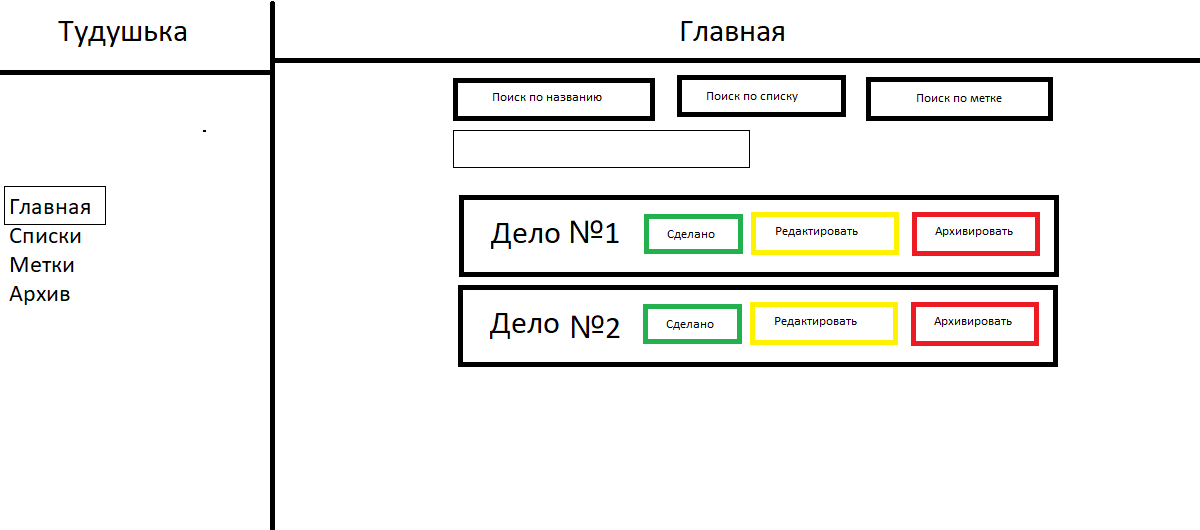 Тудушька
Главная
Поиск по названию
Поиск по списку
Поиск по метке
Главная
Списки
Метки
Архив
Дело №1
Сделано
Редактировать
Архивировать
Дело №2
Сделано
Редактировать
Архивировать